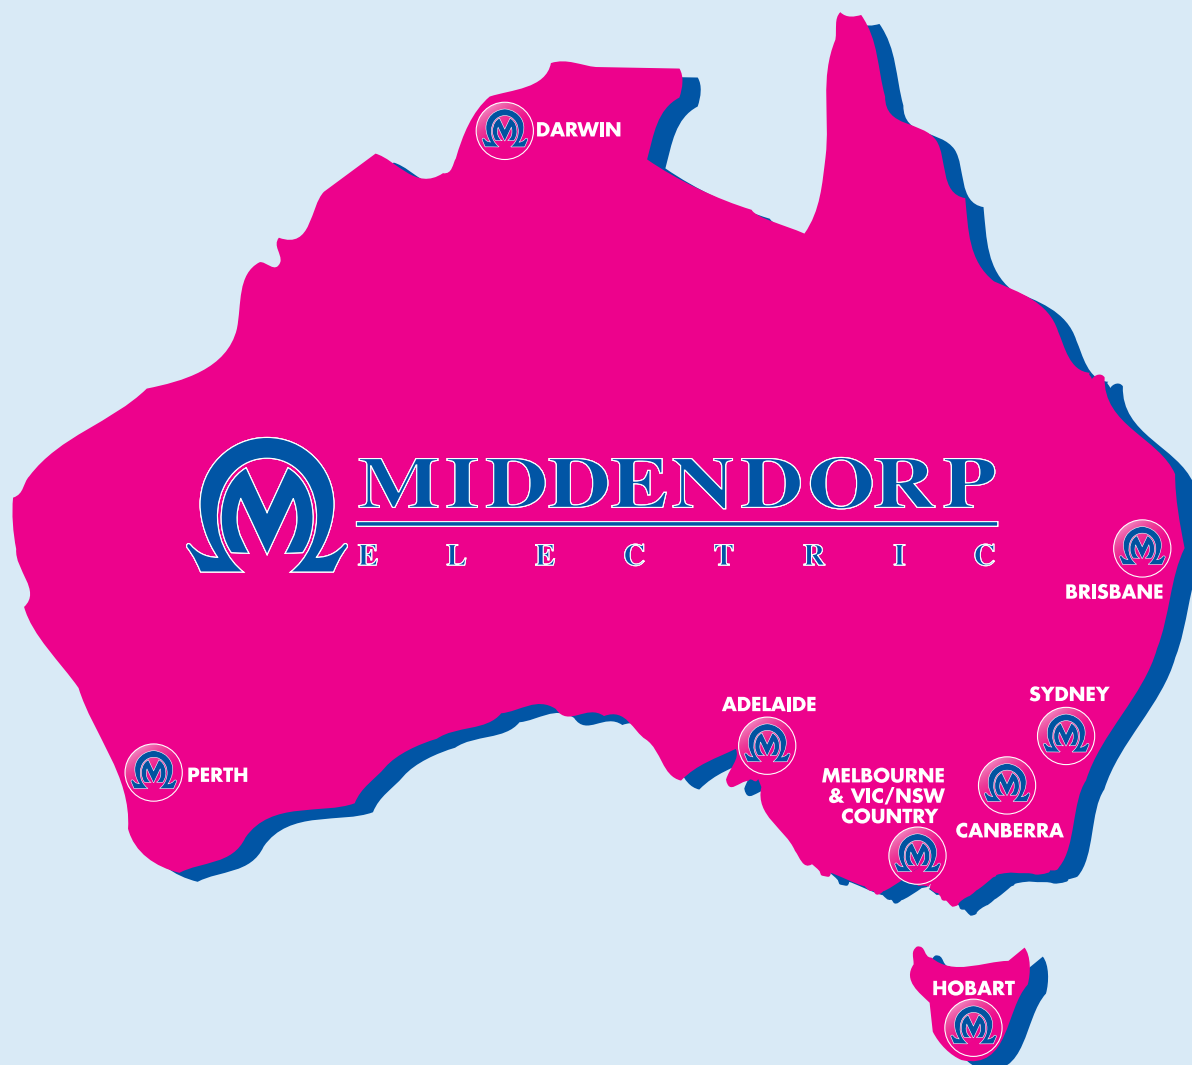 DARWIN
MIDDENDORP
ELECTRIC
BRISBANE
SYDNEY
ADELAIDE
PERTH
MELBOURNE
& VIC/NSW
COUNTRY
CANBERRA
HOBART